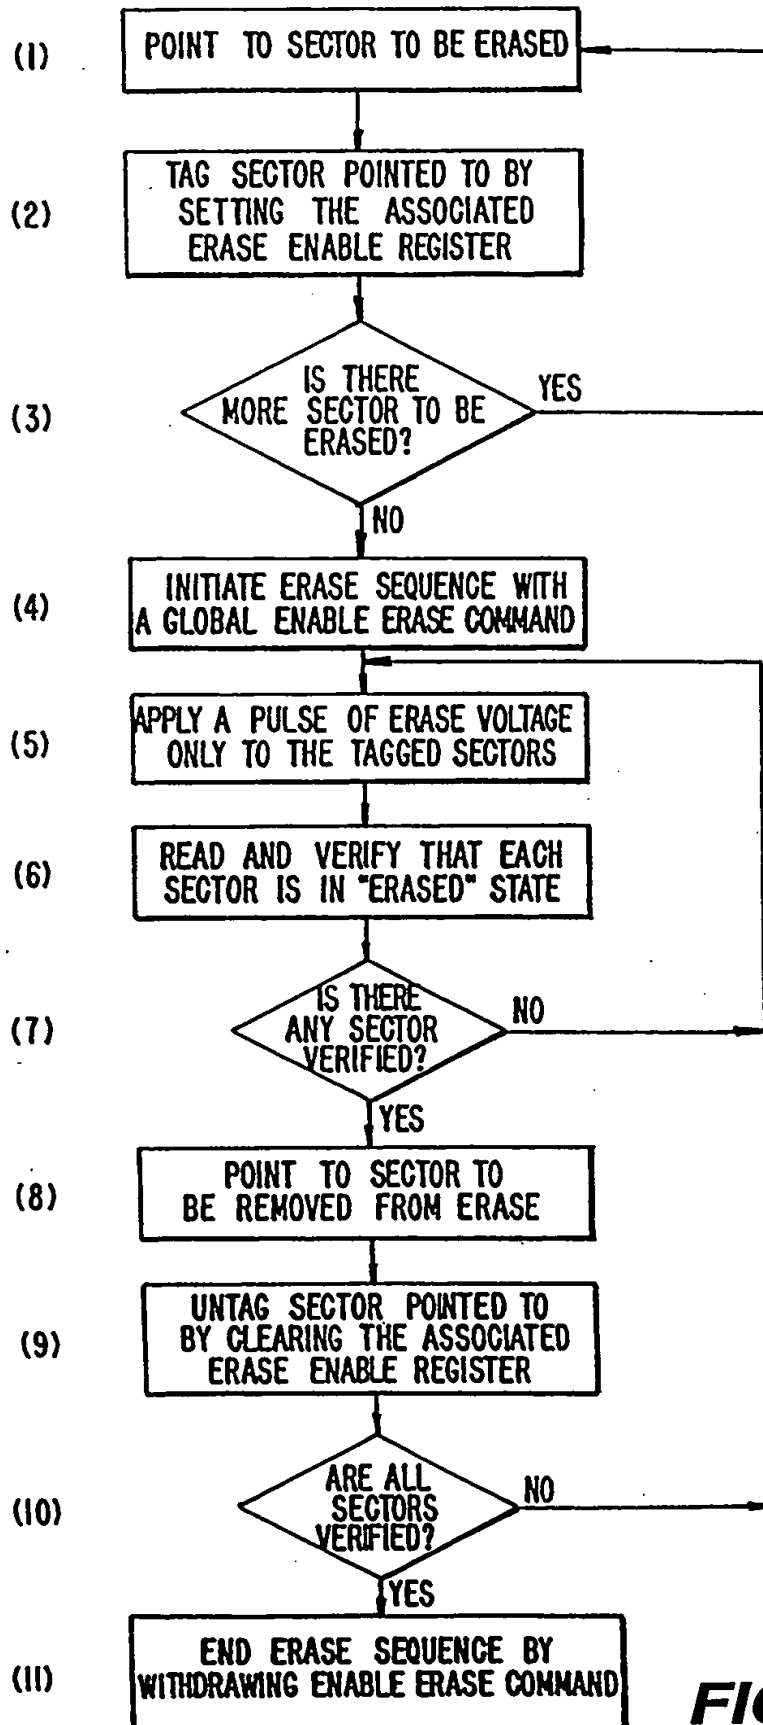 (1)
POINT TO SECTOR TO BE ERASED
(2)
TAG SECTOR POINTED TO BY
SETTING THE ASSOCIATED
ERASE ENABLE REGISTER
(3)
IS THERE
MORE SECTOR TO BE
ERASED?
YES
NO
(4)
INITIATE ERASE SEQUENCE WITH
A GLOBAL ENABLE ERASE COMMAND
(5)
APPLY A PULSE OF ERASE VOLTAGE
ONLY TO THE TAGGED SECTORS
(6)
READ AND VERIFY THAT EACH
SECTOR IS IN "ERASED" STATE
(7)
IS THERE
ANY SECTOR
VERIFIED?
NO
YES
(8)
POINT TO SECTOR TO
BE REMOVED FROM ERASE
(9)
UNTAG SECTOR POINTED TO
BY CLEARING THE ASSOCIATED
ERASE ENABLE REGISTER
(10)
ARE ALL
SECTORS
VERIFIED?
NO
YES
(11)
END ERASE SEQUENCE BY
WITHDRAWING ENABLE ERASE COMMAND